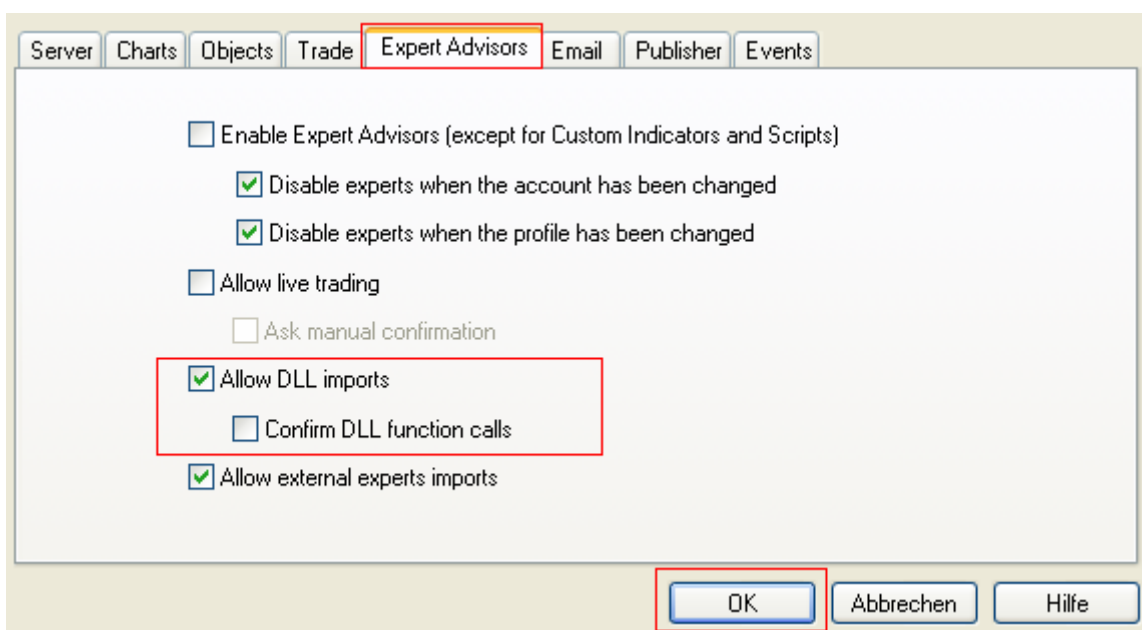 Server Charts Objects Trade Expert Advisors Email Publisher Events
Enable Expert Advisors (except for Custom Indicators and Scripts)
Disable experts when the account has been changed
Disable experts when the profile has been changed
Allow live trading
Ask manual confirmation
Allow DLL imports
Confirm DLL function calls
Allow external experts imports
OK Abbrechen Hilfe